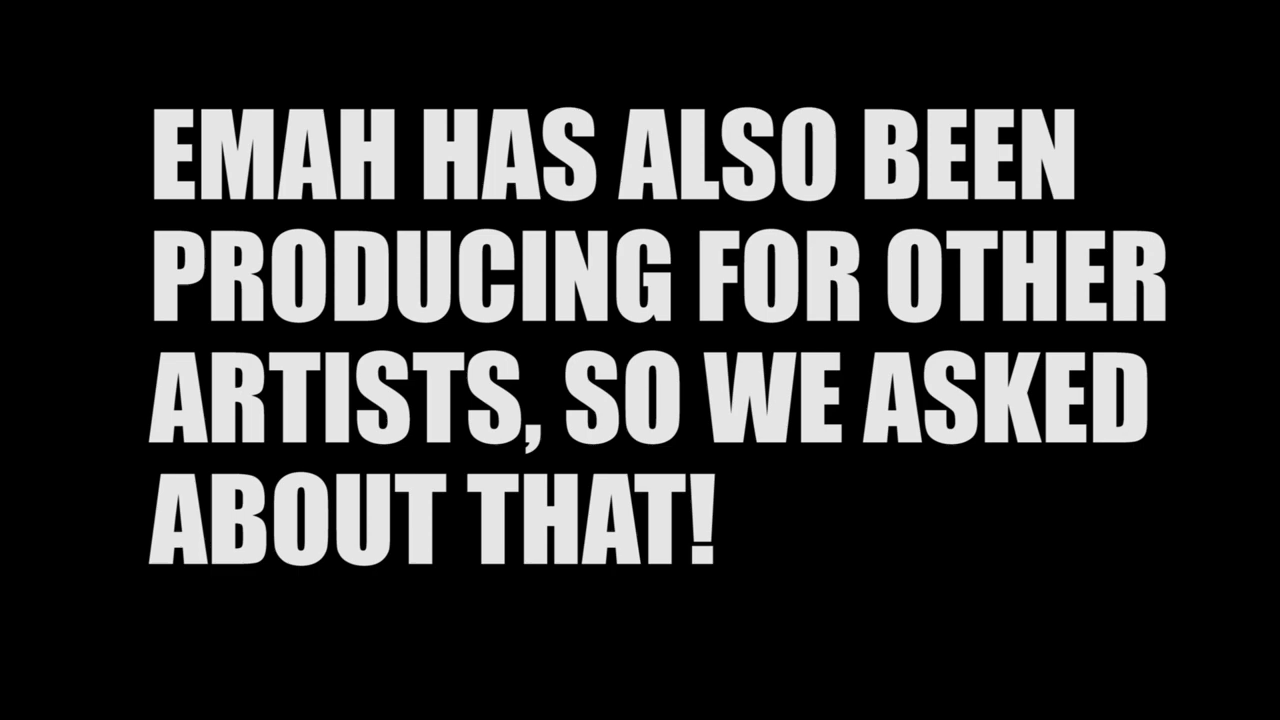 EMAH HAS ALSO BEEN
PRODUCING FOR OTHER
ARTISTS, SO WE ASKED
ABOUT THAT!